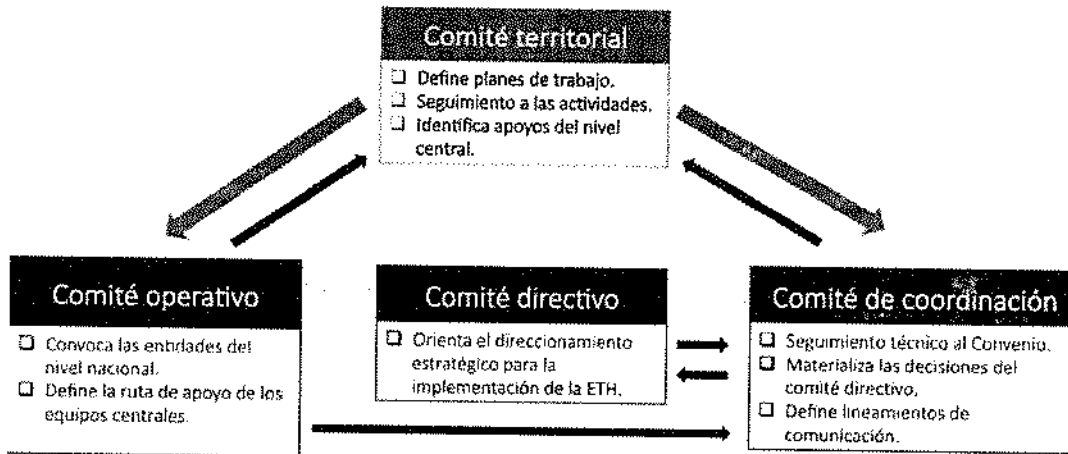 Comité territorial
❑ Define planes de trabajo.
❑ Seguimiento a las actividades.
❑ Identifica apoyos del nivel
central.
Comité operativo
❑ Convoca las entidades del
nivel nacional.
❑ Define la ruta de apoyo de los
equipos centrales.
Comité directivo
❑ Orienta el direccionamiento
estratégico para la
implementación de la ETH.
Comité de coordinación
❑ Seguimiento técnico al Convenio.
❑ Materializa las decisiones del
comité directivo.
❑ Define lineamientos de
comunicación.